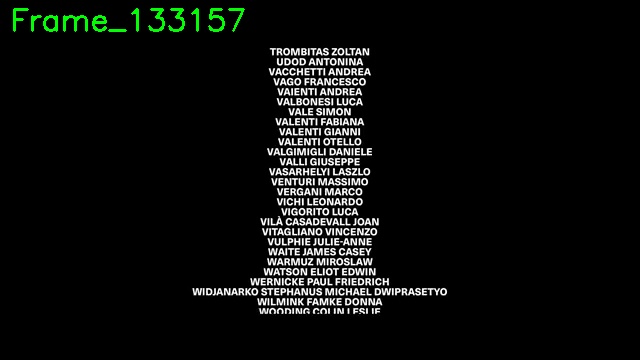 Frame_133157
TROMBITAS ZOLTAN
UDOD ANTONINA
VACCHETTI ANDREA
VAGO FRANCESCO
VAIENTI ANDREA
VALBONESI LUCA
VALE SIMON
VALENTI FABIANA
VALENTI GIANNI
VALENTI OTELLO
VALGIMIGLI DANIELE
VALLI GIUSEPPE
VASARHELYI LASZLO
VENTURI MASSIMO
VERGANI MARCO
VICHI LEONARDO
VIGORITO LUCA
VILÀ CASADEVALL JOAN
VITAGLIANO VINCENZO
VULPHIE JULIE-ANNE
WAITE JAMES CASEY
WARMUZ MIROSLAW
WATSON ELIOT EDWIN
WERNICKE PAUL FRIEDRICH
WIDJANARKO STEPHANUS MICHAEL DWIPRASETYO
WILMINK FAMKE DONNA
WOODING COLIN LESLIE